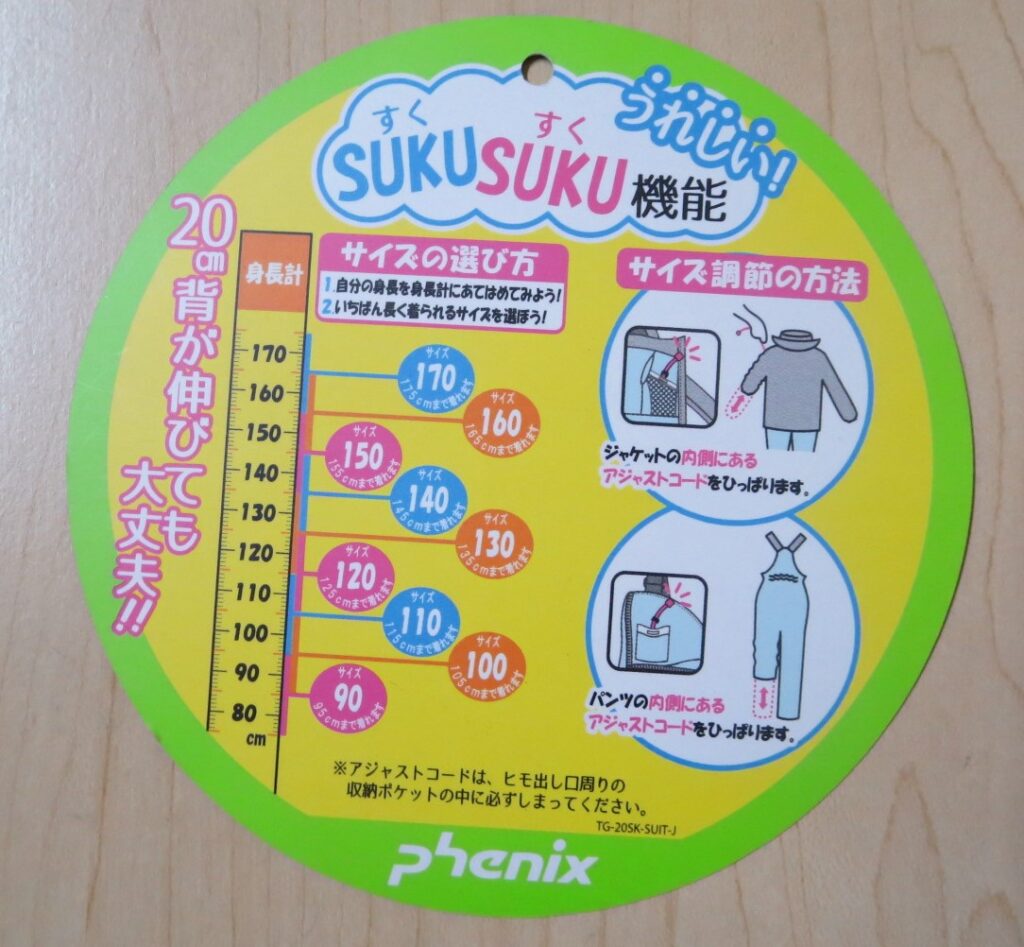 うれしい!
すく すく
SUKUSUKU機能
20cm背が伸びても
大丈夫!!
身長計
170
160
150
140
130
120
110
100
90
80
cm
サイズの選び方
1.自分の身長を身長計にあてはめてみよう!
2.いちばん長く着られるサイズを選ぼう!
サイズ
170
175cmまで着れます
サイズ
160
165cmまで着れます
サイズ
150
155cmまで着れます
サイズ
140
145cmまで着れます
サイズ
130
135cmまで着れます
サイズ
120
125cmまで着れます
サイズ
110
115cmまで着れます
サイズ
100
105cmまで着れます
サイズ
90
95cmまで着れます
サイズ調節の方法
ジャケットの内側にある
アジャストコードをひっぱります。
パンツの内側にある
アジャストコードをひっぱります。
※アジャストコードは、ヒモ出し口周りの
収納ポケットの中に必ずしまってください。
TG-20SK-SUIT-J
phenix